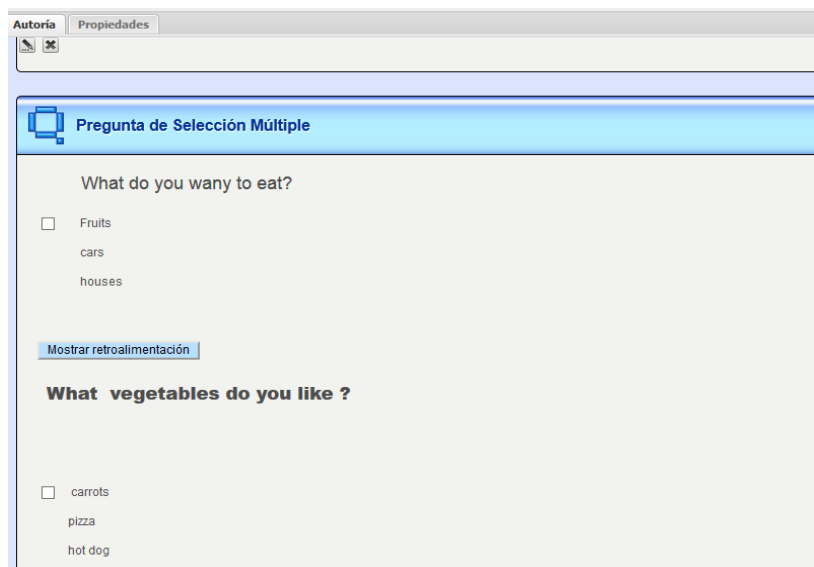 Autoría Propiedades
Pregunta de Selección Múltiple
What do you wany to eat?
Fruits
cars
houses
Mostrar retroalimentación
What vegetables do you like ?
carrots
pizza
hot dog